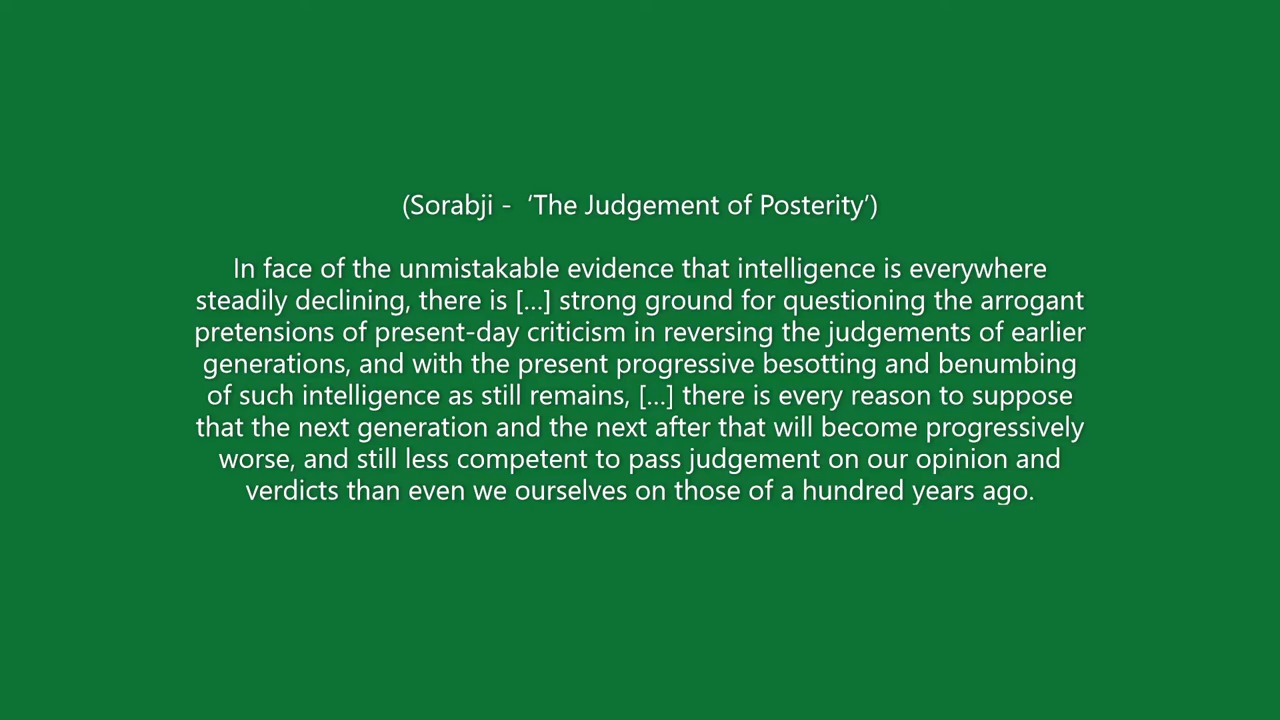 (Sorabji -  ‘The Judgement of Posterity’)
In face of the unmistakable evidence that intelligence is everywhere
steadily declining, there is [...] strong ground for questioning the arrogant
pretensions of present-day criticism in reversing the judgements of earlier
generations, and with the present progressive besotting and benumbing
of such intelligence as still remains, [...] there is every reason to suppose
that the next generation and the next after that will become progressively
worse, and still less competent to pass judgement on our opinion and
verdicts than even we ourselves on those of a hundred years ago.